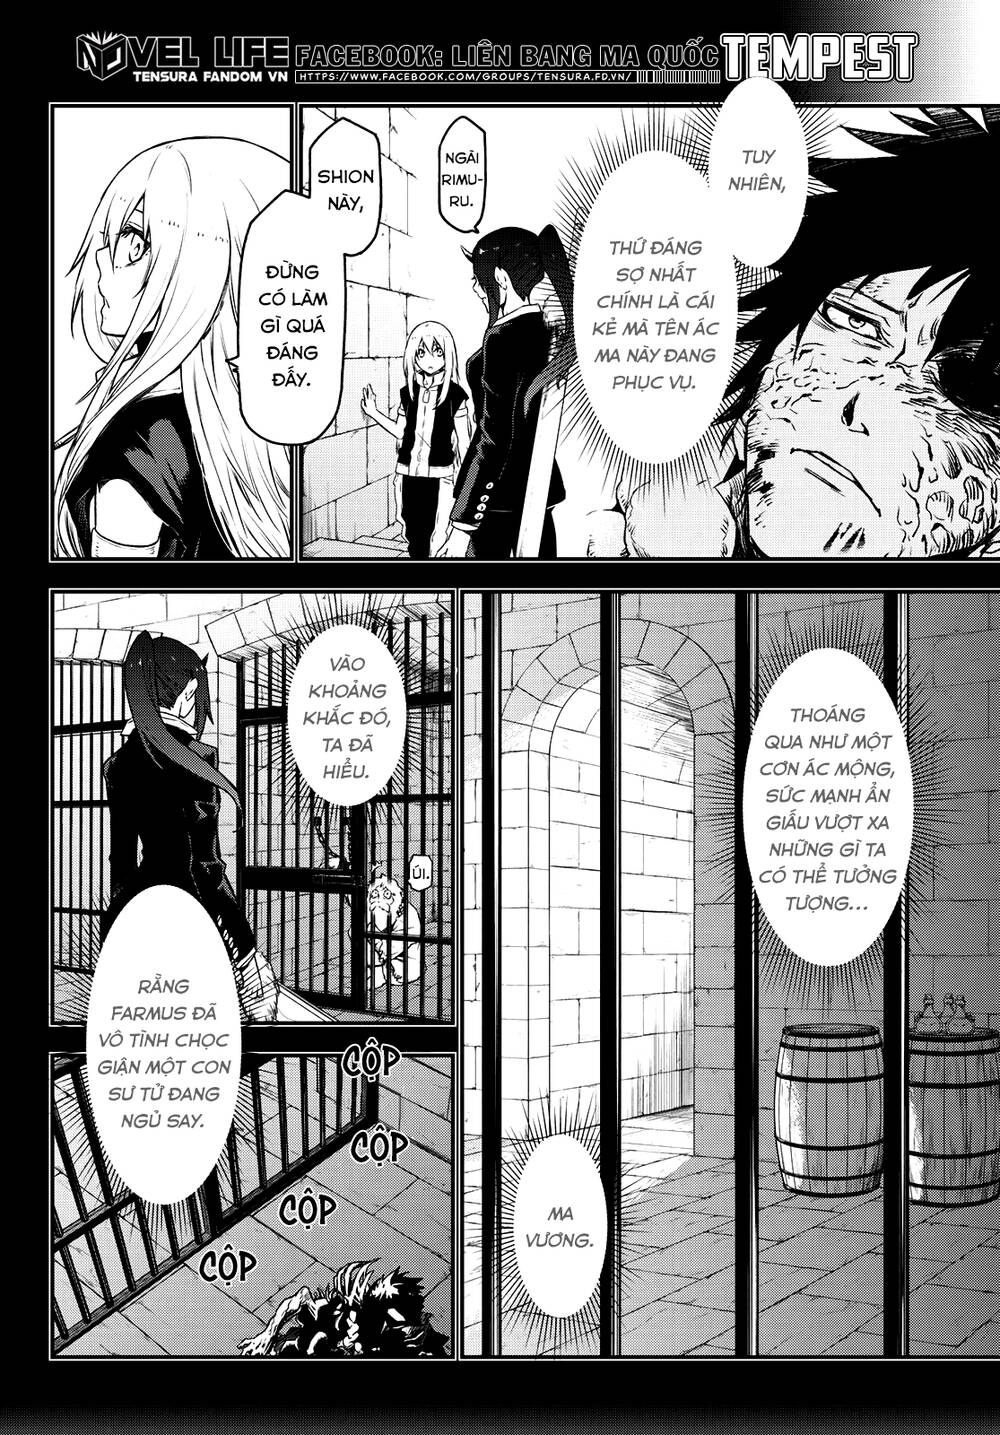 NOVEL LIFE
TENSURA FANDOM VN
FACEBOOK: LIÊN BANG MA QUỐC TEMPEST
HTTPS://WWW.FACEBOOK.COM/GROUPS/TENSURA.FD.VN/
TUY
NHIÊN,
THỨ ĐÁNG
SỢ NHẤT
CHÍNH LÀ CÁI
KẺ MÀ TÊN ÁC
MA NÀY ĐANG
PHỤC VỤ.
NGÀI
RIMU-
RU.
SHION
NÀY,
ĐỪNG
CÓ LÀM
GÌ QUÁ
ĐÁNG
ĐẤY.
THOÁNG
QUA NHƯ MỘT
CƠN ÁC MỘNG,
SỨC MẠNH ẨN
GIẤU VƯỢT XA
NHỮNG GÌ TA
CÓ THỂ TƯỞNG
TƯỢNG...
MA
VƯƠNG.
VÀO
KHOẢNG
KHẮC ĐÓ,
TA ĐÃ
HIỂU.
ÚI.
RẰNG
FARMUS ĐÃ
VÔ TÌNH CHỌC
GIẬN MỘT CON
SƯ TỬ ĐANG
NGỦ SAY.
CỘP
CỘP
CỘP
CỘP